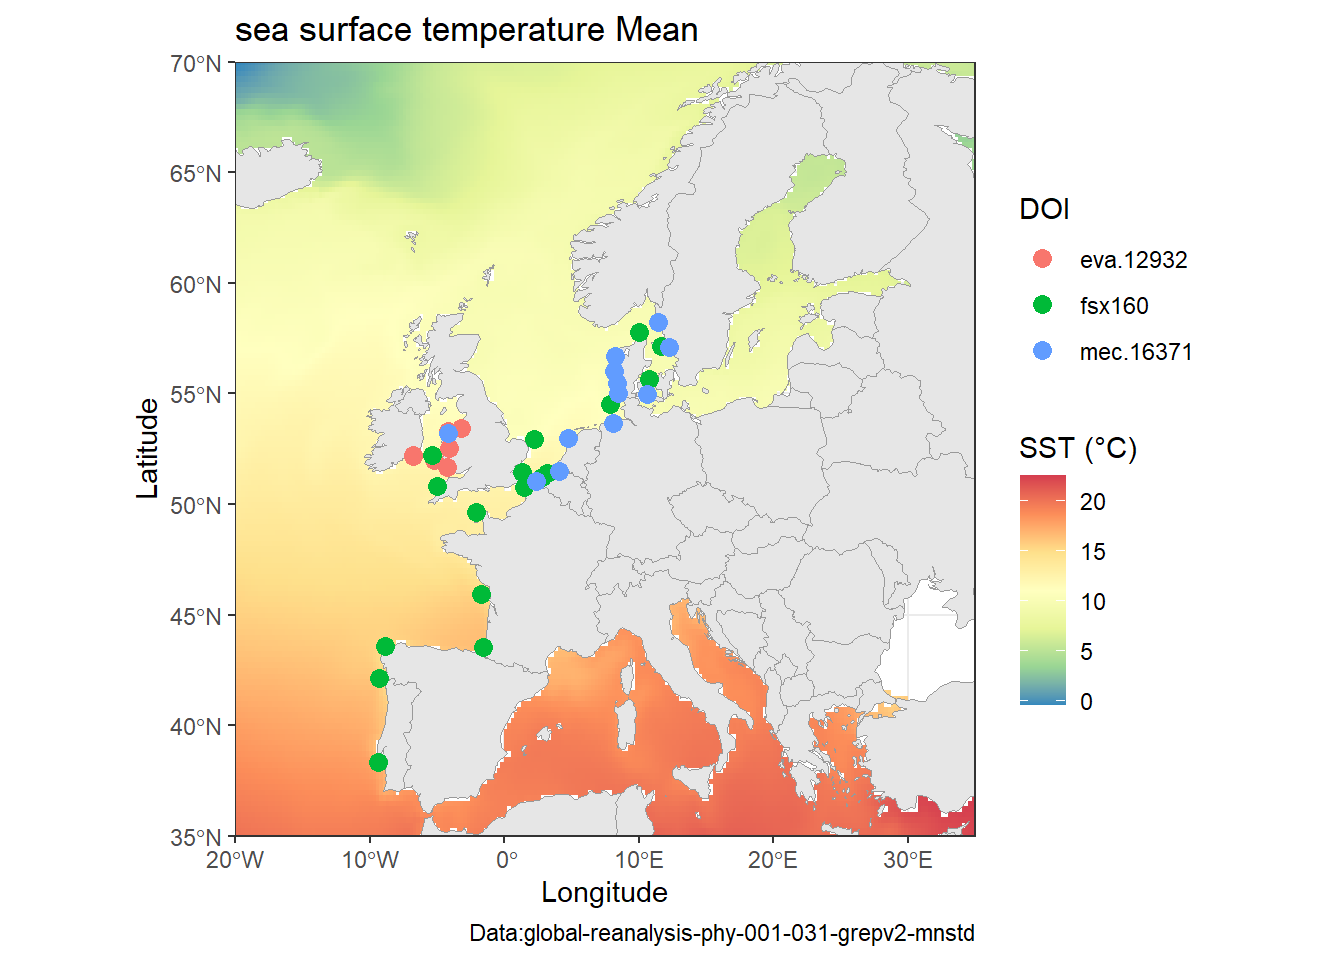 sea surface temperature Mean
70°N
65°N
60°N
55°N
50°N
45°N
40°N
35°N
Latitude
20°W
10°W
0°
10°E
20°E
30°E
Longitude
Data:global-reanalysis-phy-001-031-grepv2-mnstd
DOI
eva.12932
fsx160
mec.16371
SST (°C)
20
15
10
5
0